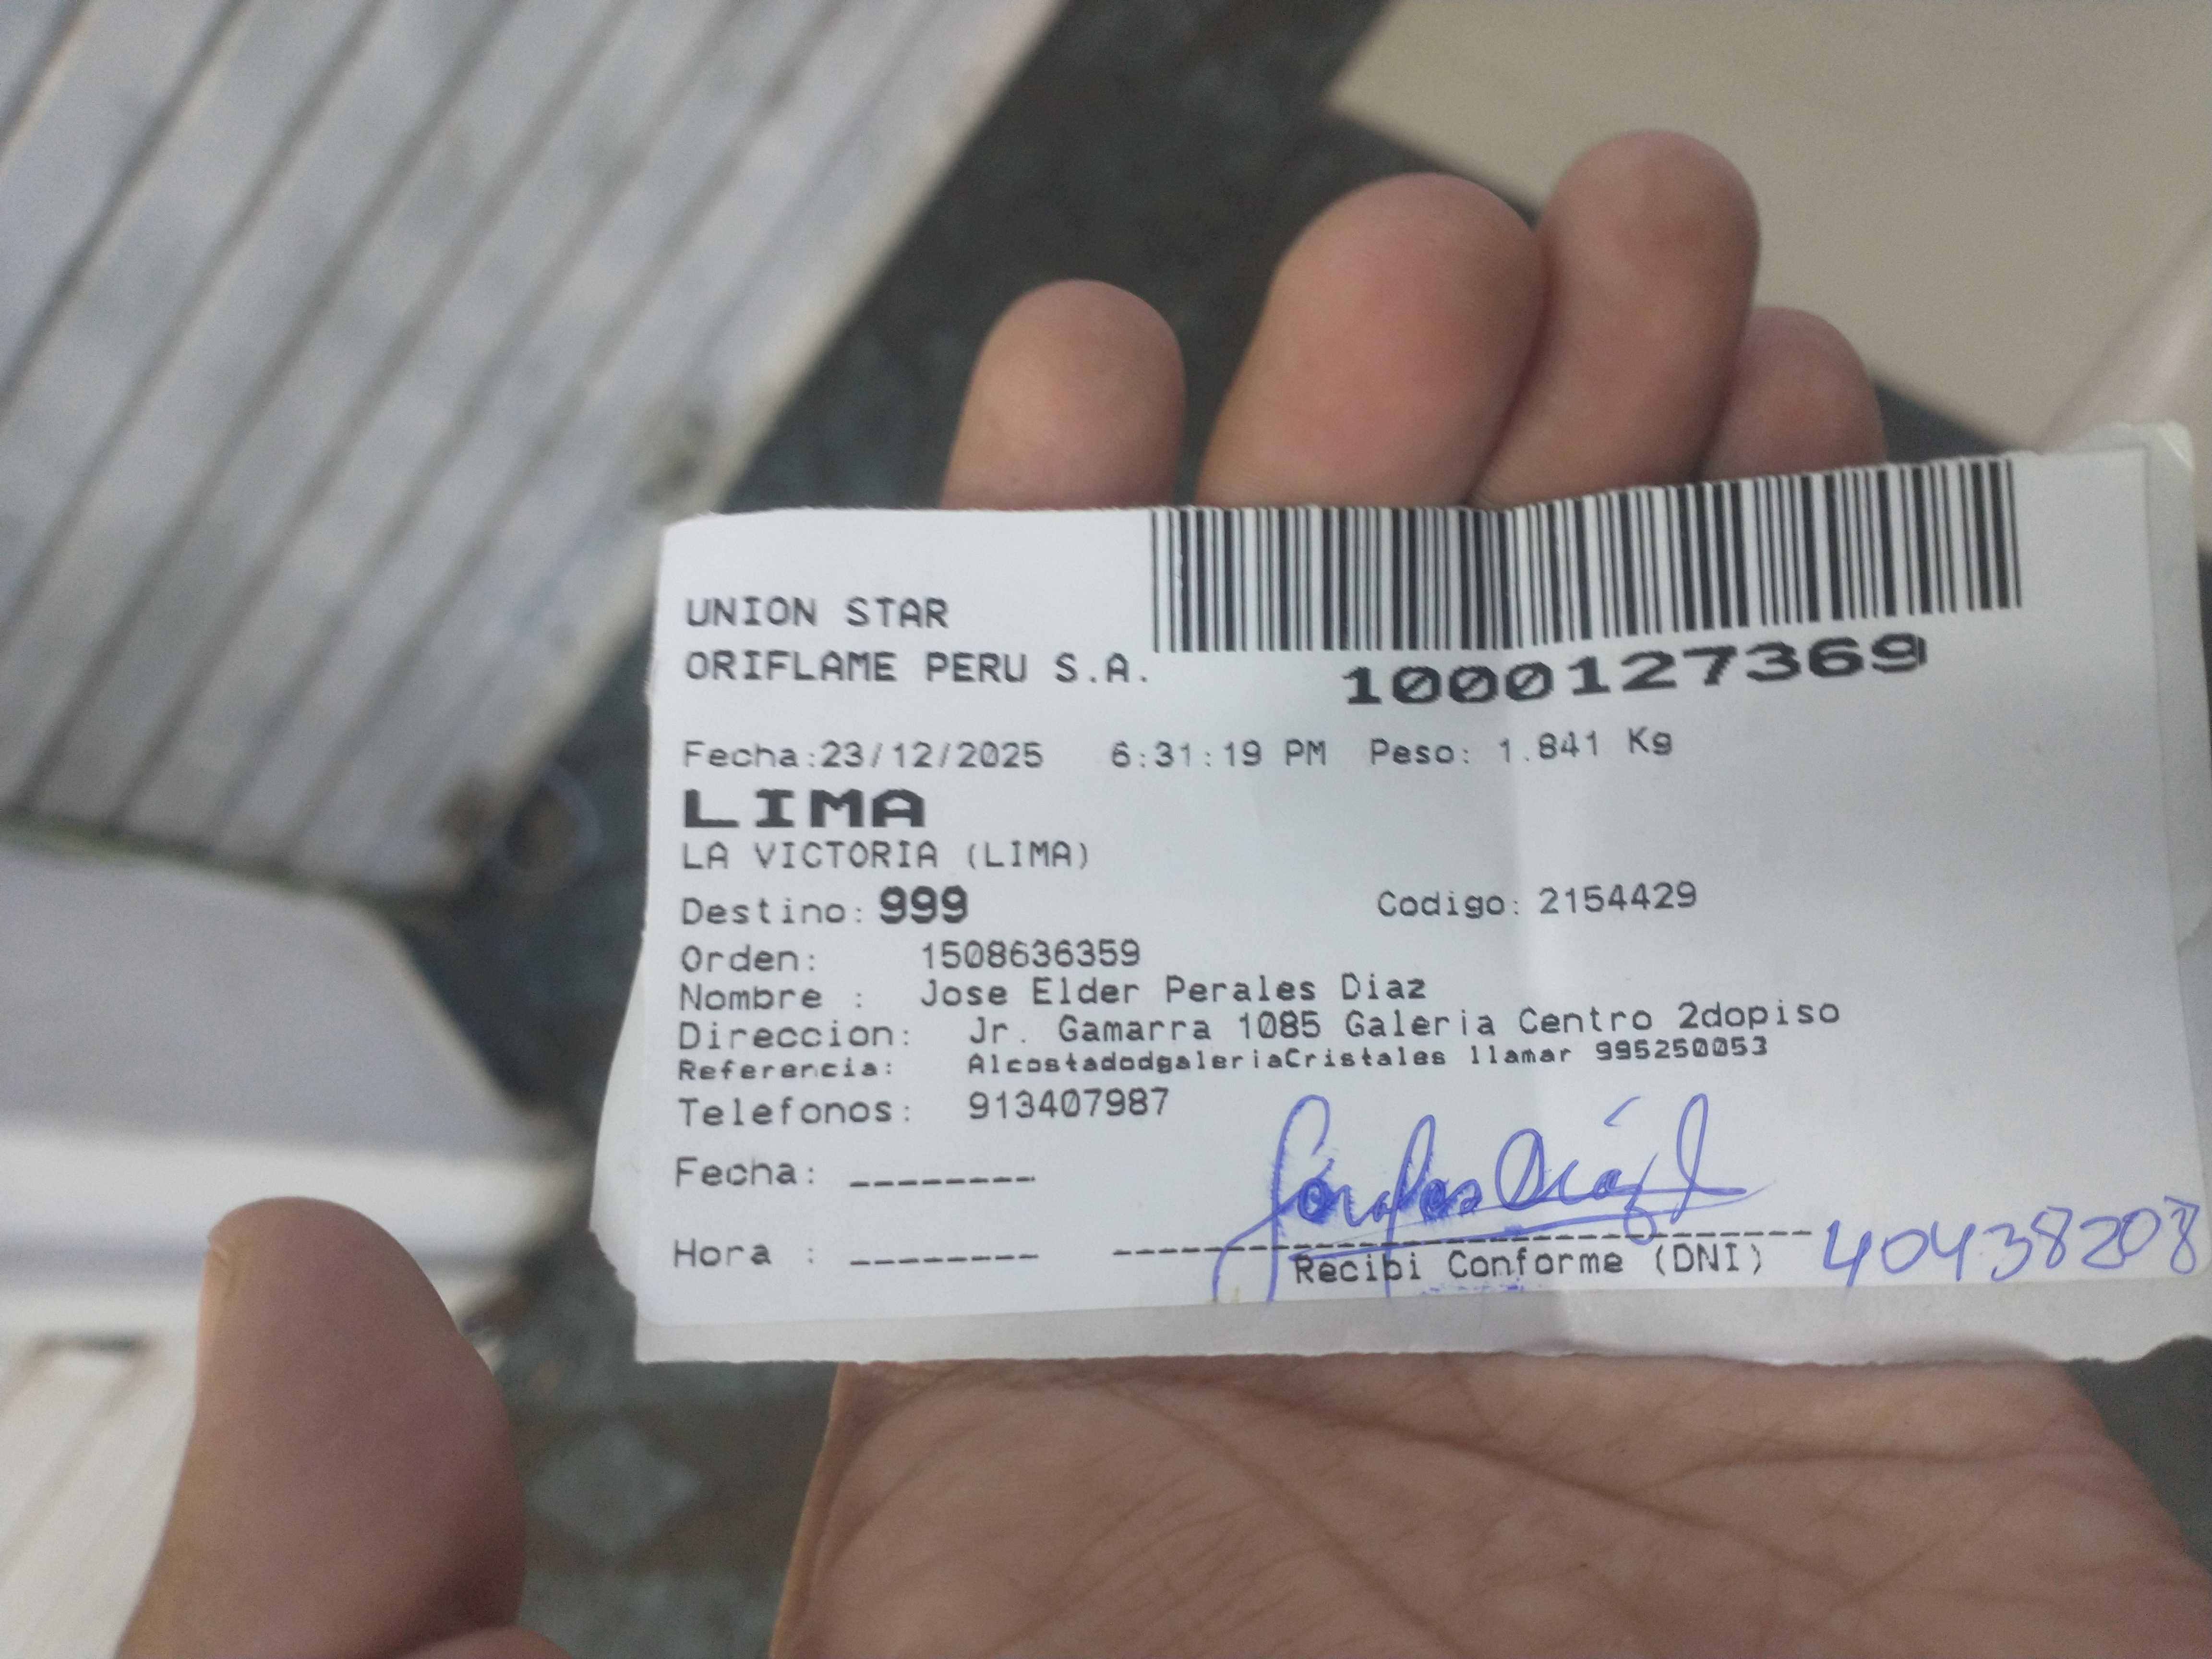 UNION STAR
ORIFLAME PERU S.A.
1000127369
Fecha:23/12/2025 6:31:19 PM Peso: 1.841 Kg
LIMA
LA VICTORIA (LIMA)
Destino: 999 Codigo: 2154429
Orden: 1508636359
Nombre : Jose Elder Perales Diaz
Direccion: Jr. Gamarra 1085 Galeria Centro 2dopiso
Referencia: AlcostadodgaleriaCristales llamar 995250053
Telefonos: 913407987
Fecha: --------
Perales Diaz
Hora : --------
Recibi Conforme (DNI) 40438208